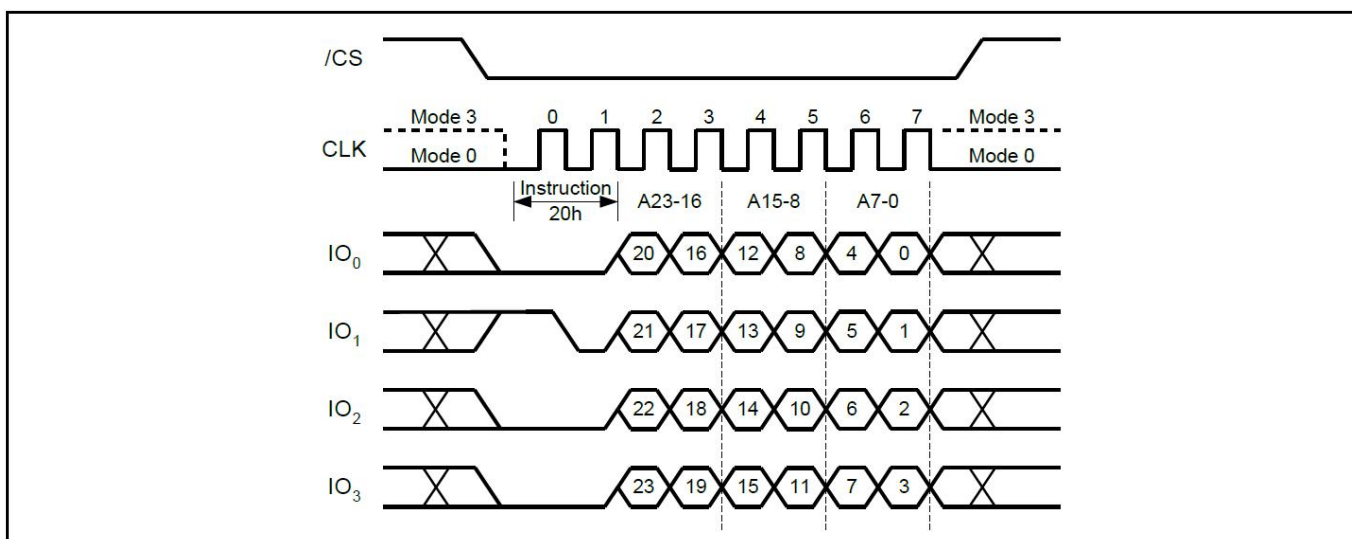 /CS
Mode 3 0 1 2 3 4 5 6 7 Mode 3
CLK
Mode 0 Mode 0
Instruction
20h
A23-16 A15-8 A7-0
IO0 20 16 12 8 4 0
IO1 21 17 13 9 5 1
IO2 22 18 14 10 6 2
IO3 23 19 15 11 7 3